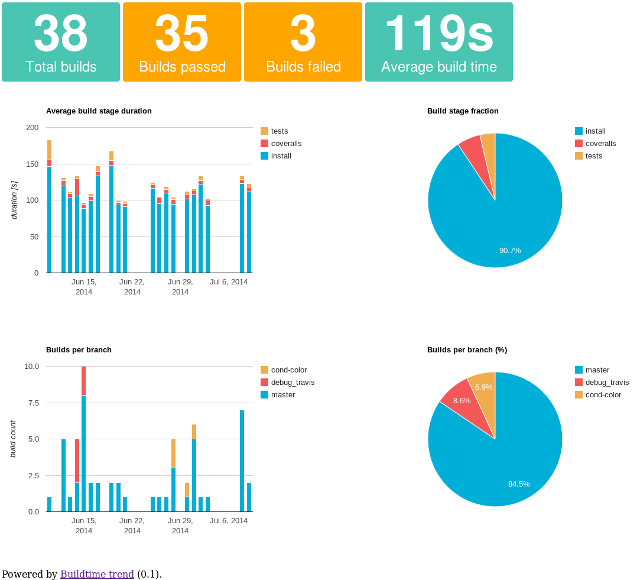 38
Total builds
35
Builds passed
3
Builds failed
119s
Average build time
Average build stage duration
duration [s]
200
150
100
50
0
Jun 15,
2014
Jun 22,
2014
Jun 29,
2014
Jul 6, 2014
tests
coveralls
install
Build stage fraction
90.7%
install
coveralls
tests
Builds per branch
build count
10.0
7.5
5.0
2.5
0.0
Jun 15,
2014
Jun 22,
2014
Jun 29,
2014
Jul 6, 2014
cond-color
debug_travis
master
Builds per branch (%)
6.9%
8.6%
84.5%
master
debug_travis
cond-color
Powered by Buildtime trend (0.1).